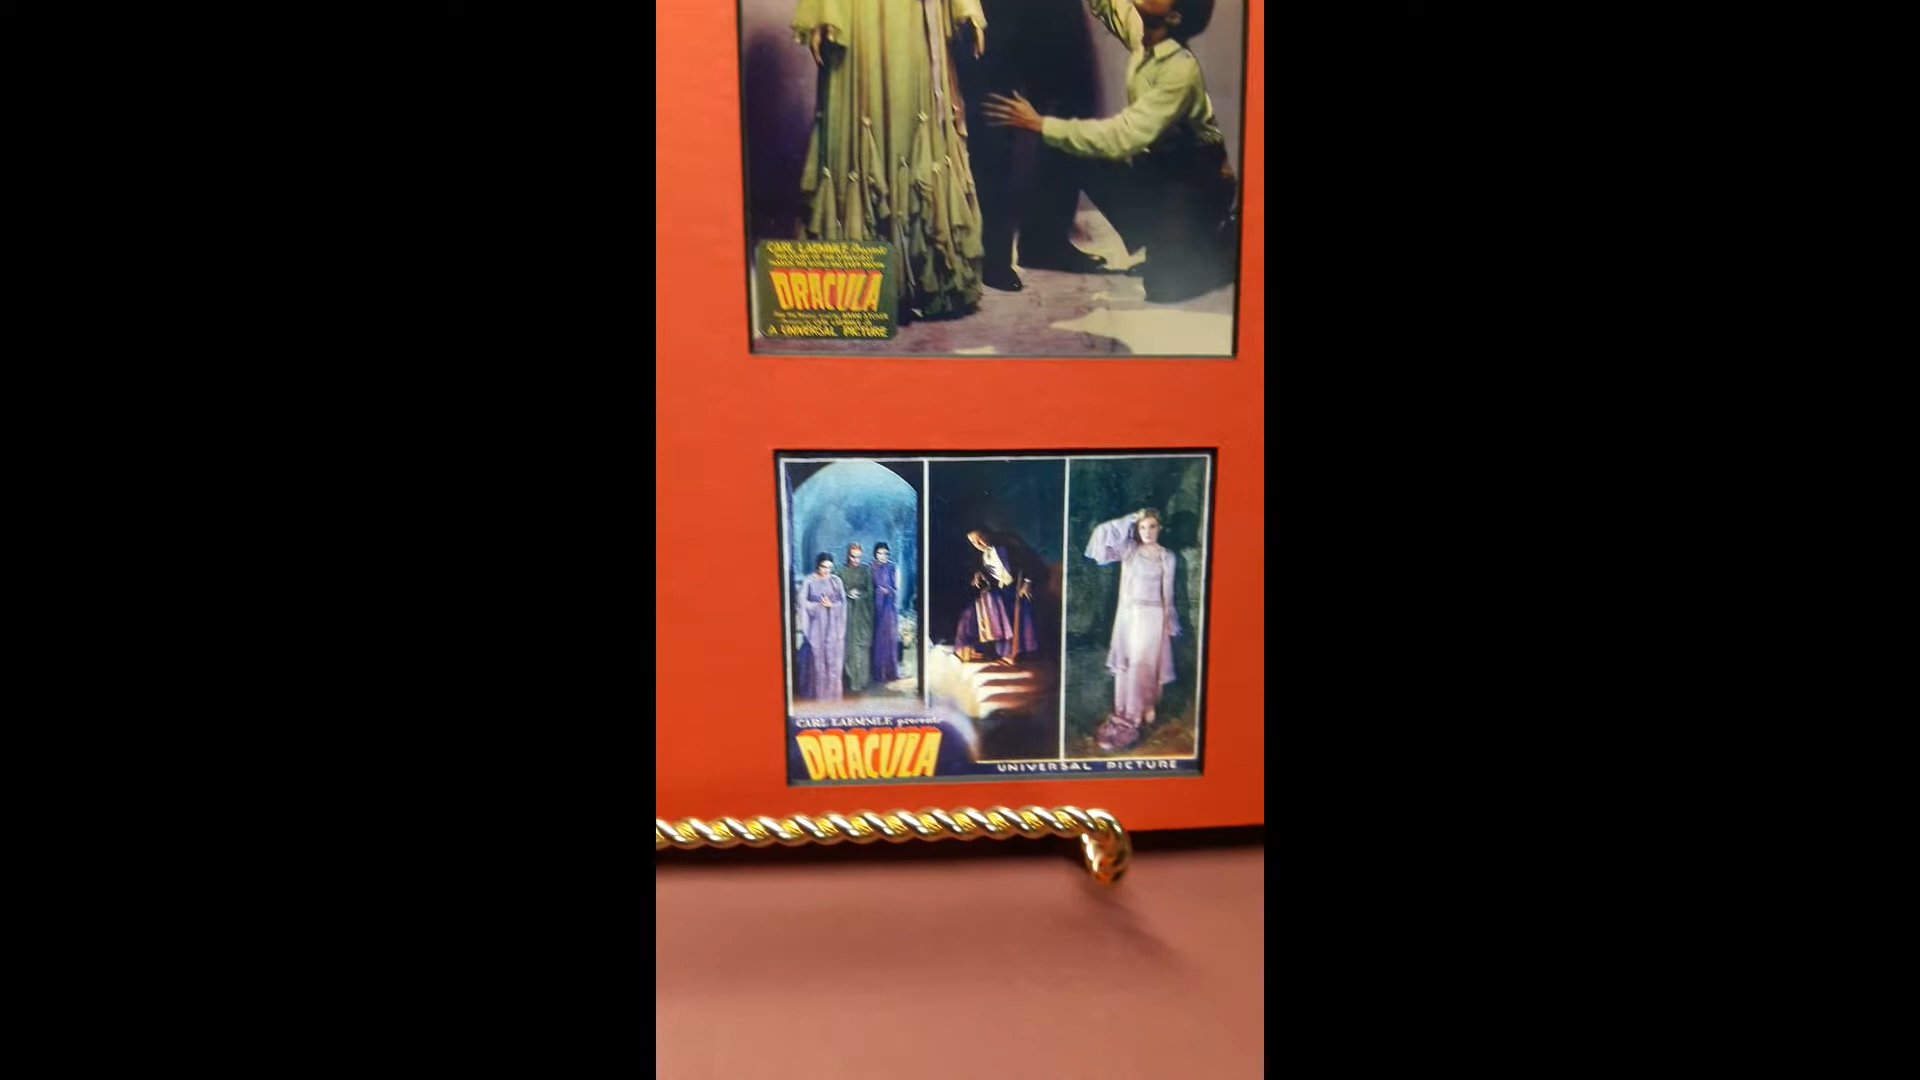 CARL LAEMMLE Presents
DRACULA
A UNIVERSAL PICTURE
CARL LAEMMLE presents
DRACULA
UNIVERSAL PICTURE